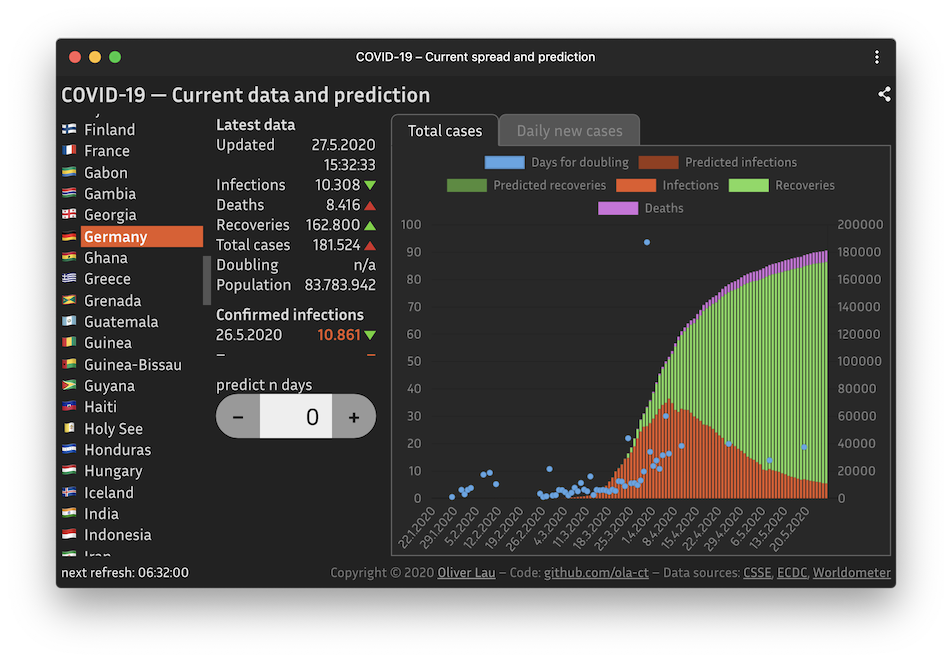 COVID-19 – Current spread and prediction
COVID-19 — Current data and prediction
Finland
France
Gabon
Gambia
Georgia
Germany
Ghana
Greece
Grenada
Guatemala
Guinea
Guinea-Bissau
Guyana
Haiti
Holy See
Honduras
Hungary
Iceland
India
Indonesia
Iran
Latest data
Updated 27.5.2020
15:32:33
Infections 10.308
Deaths 8.416
Recoveries 162.800
Total cases 181.524
Doubling n/a
Population 83.783.942
Confirmed infections
26.5.2020 10.861
– –
predict n days
− 0 +
Total cases Daily new cases
Days for doubling Predicted infections
Predicted recoveries Infections Recoveries
Deaths
100 200000
90 180000
80 160000
70 140000
60 120000
50 100000
40 80000
30 60000
20 40000
10 20000
0 0
22.1.2020 29.1.2020 5.2.2020 12.2.2020 19.2.2020 26.2.2020 4.3.2020 11.3.2020 18.3.2020 25.3.2020 1.4.2020 8.4.2020 15.4.2020 22.4.2020 29.4.2020 6.5.2020 13.5.2020 20.5.2020
next refresh: 06:32:00
Copyright © 2020 Oliver Lau – Code: github.com/ola-ct – Data sources: CSSE, ECDC, Worldometer